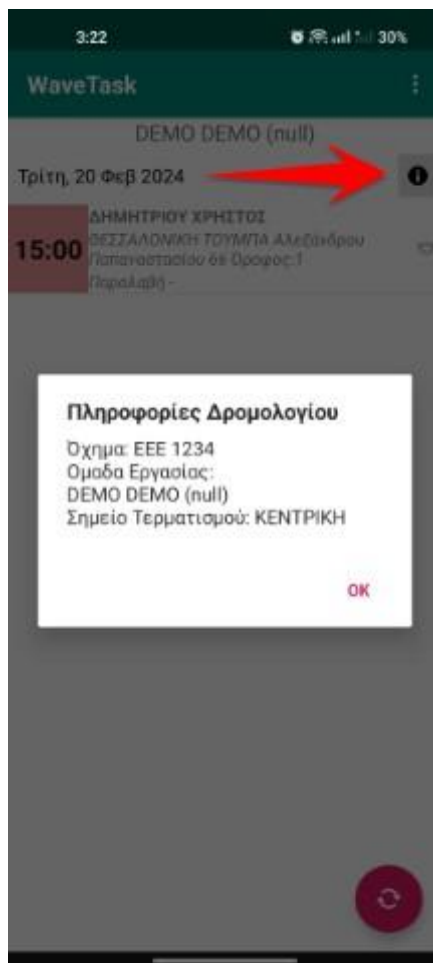 3:22 30%
WaveTask
DEMO DEMO (null)
Τρίτη, 20 Φεβ 2024
ΔΗΜΗΤΡΙΟΥ ΧΡΗΣΤΟΣ
15:00
ΘΕΣΣΑΛΟΝΙΚΗ ΤΟΥΜΠΑ Αλεξάνδρου
Παπαναστασίου 66 Όροφος:1
Παραλαβή -
Πληροφορίες Δρομολογίου
Όχημα: ΕΕΕ 1234
Ομαδα Εργασίας:
DEMO DEMO (null)
Σημείο Τερματισμού: ΚΕΝΤΡΙΚΗ
OK